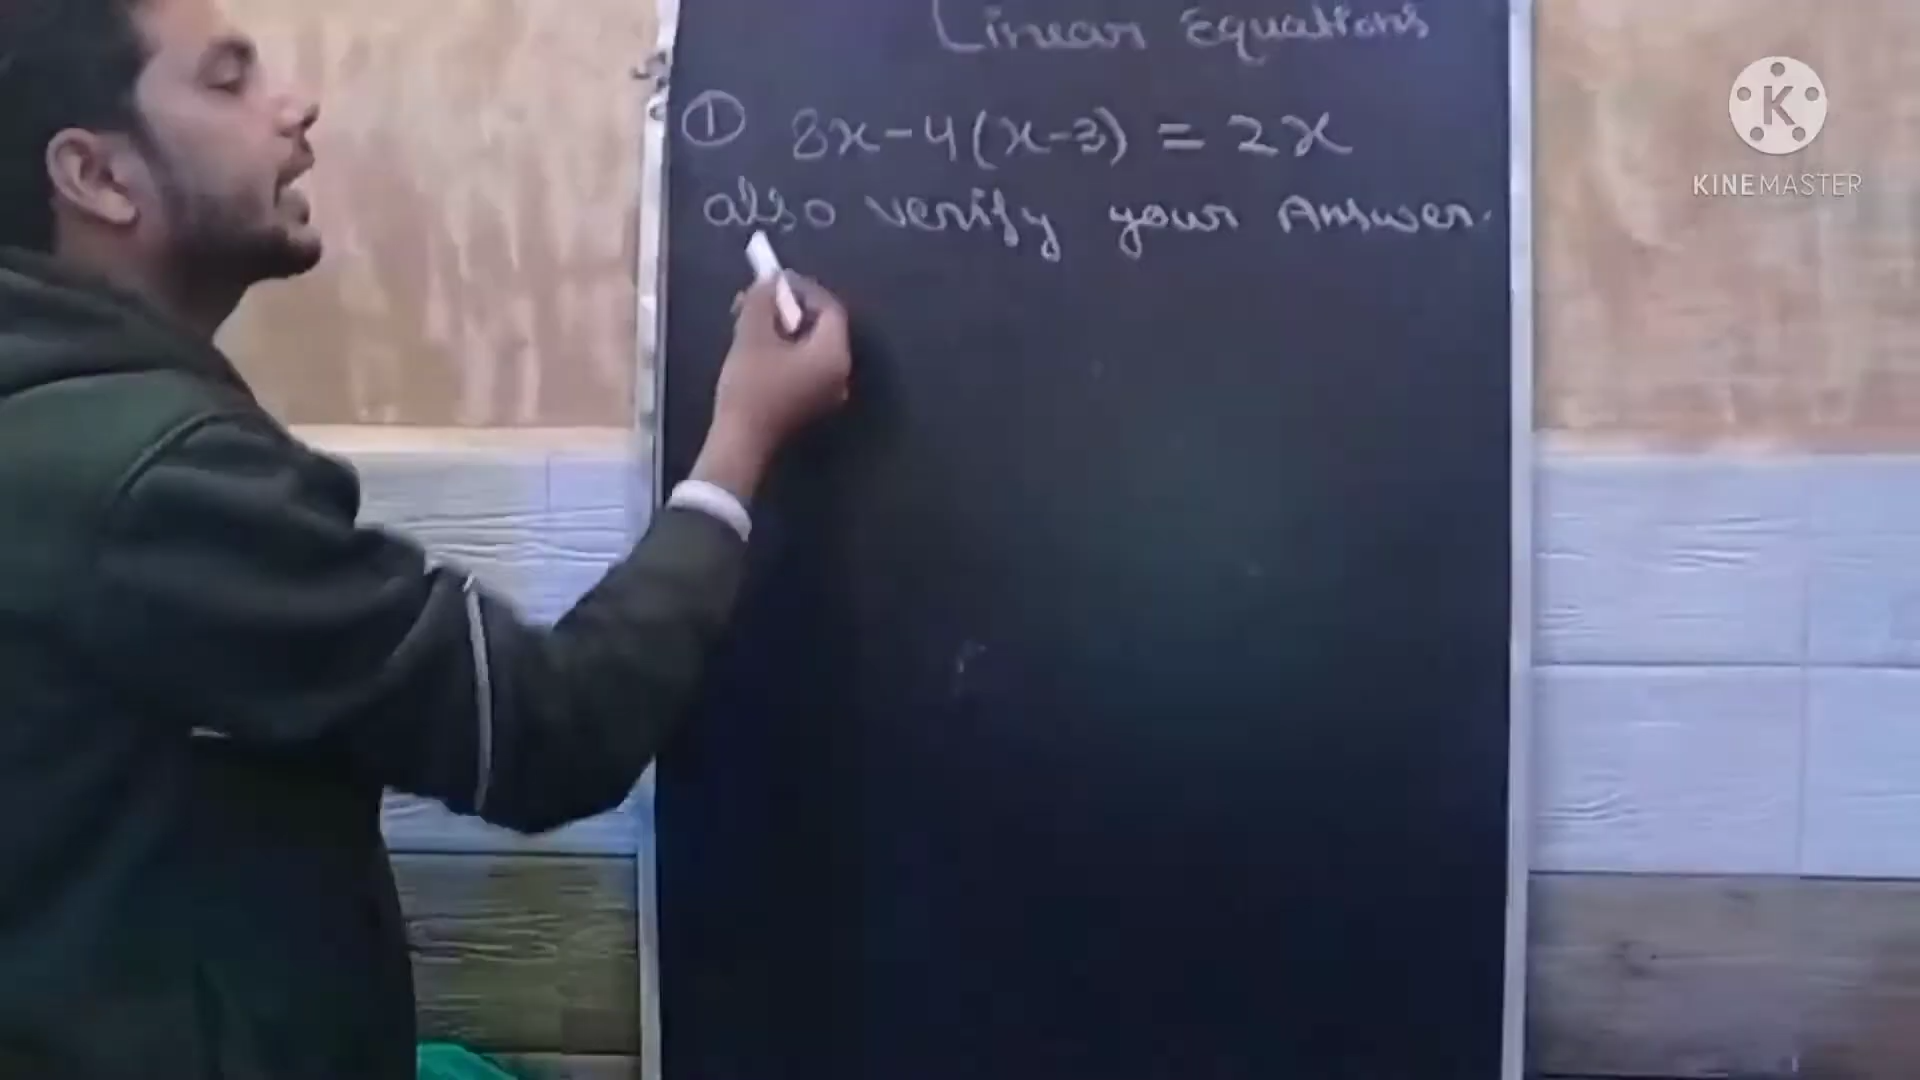 Linear Equations
① 8x-4(x-3) = 2x
also verify your Answer.
K
KINEMASTER